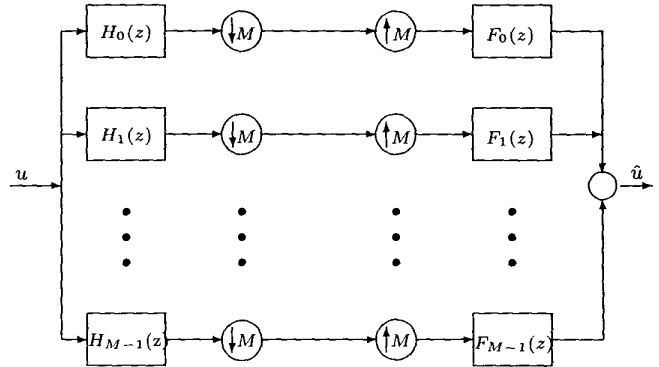 H₀(z) ↓M ↑M F₀(z)
H₁(z) ↓M ↑M F₁(z)
u û
H_{M−1}(z) ↓M ↑M F_{M−1}(z)